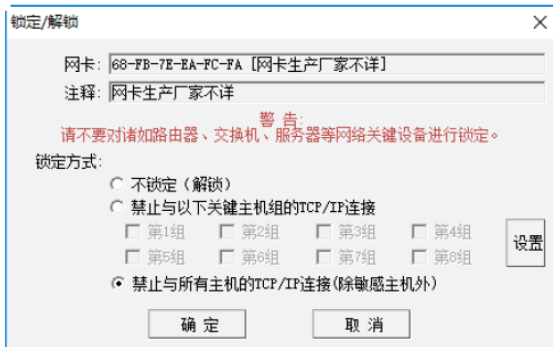 锁定/解锁
网卡: 68-FB-7E-EA-FC-FA [网卡生产厂家不详]
注释: 网卡生产厂家不详
警 告:
请不要对诸如路由器、交换机、服务器等网络关键设备进行锁定。
锁定方式:
不锁定（解锁）
禁止与以下关键主机组的TCP/IP连接
第1组 第2组 第3组 第4组
第5组 第6组 第7组 第8组
设置
禁止与所有主机的TCP/IP连接(除敏感主机外)
确 定 取 消